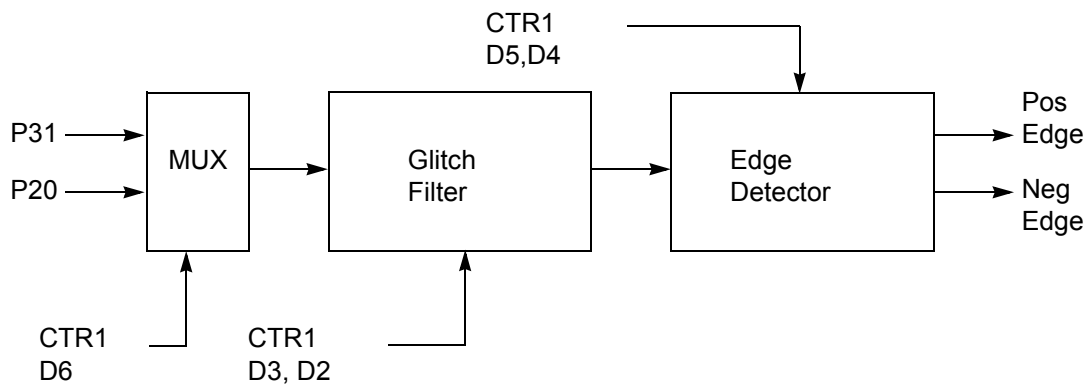 CTR1
D5,D4
P31
P20
MUX
Glitch
Filter
Edge
Detector
Pos
Edge
Neg
Edge
CTR1
D6
CTR1
D3, D2